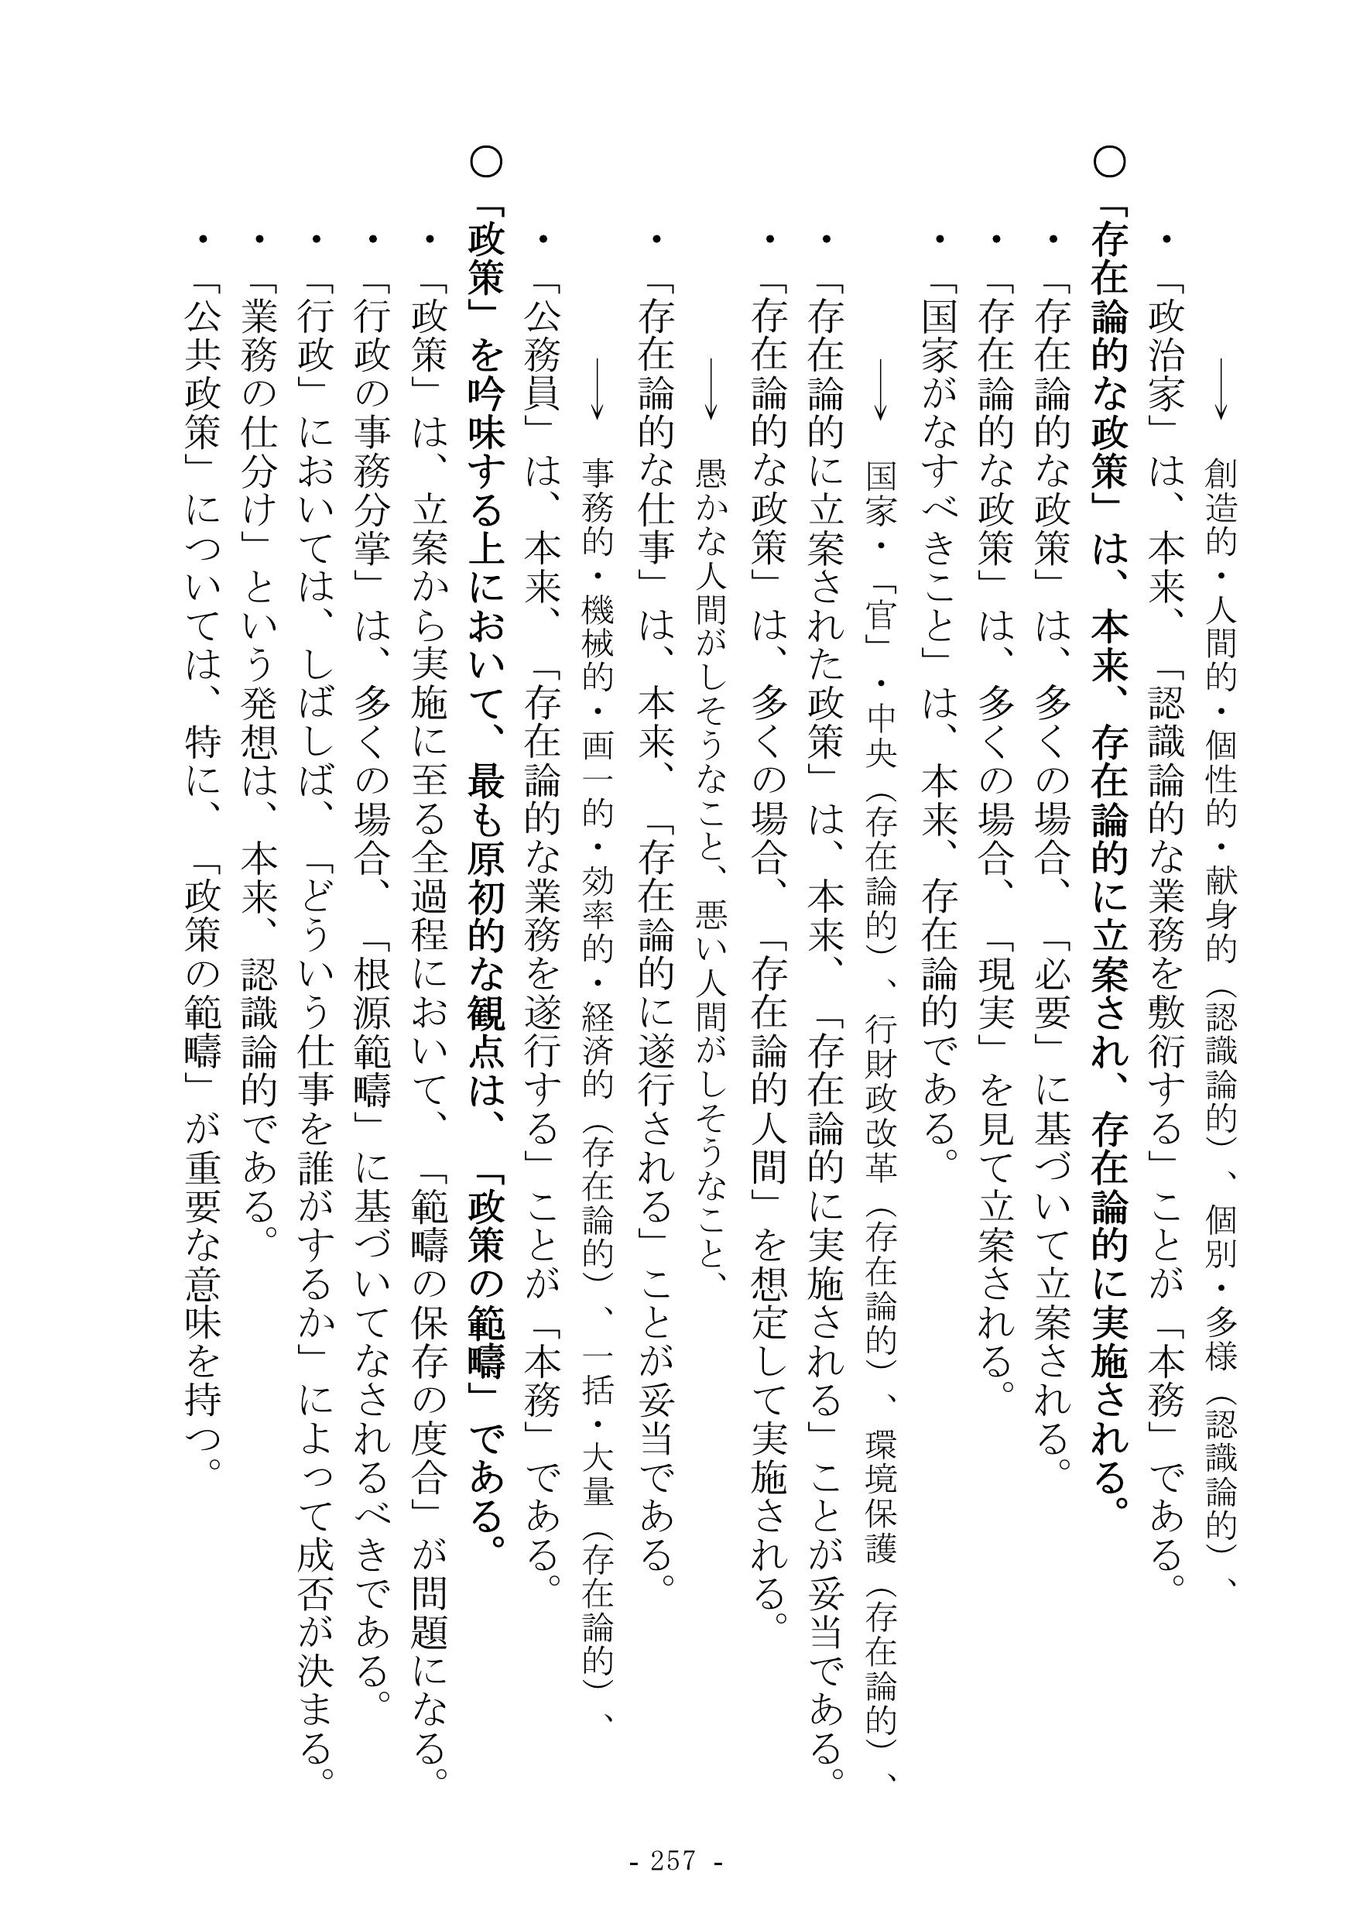 ↓ 創造的・人間的・個性的・献身的（認識論的）、個別・多様（認識論的）、
・「政治家」は、本来、「認識論的な業務を敷衍する」ことが「本務」である。
○「存在論的な政策」は、本来、存在論的に立案され、存在論的に実施される。
・「存在論的な政策」は、多くの場合、「必要」に基づいて立案される。
・「存在論的な政策」は、多くの場合、「現実」を見て立案される。
・「国家がなすべきこと」は、本来、存在論的である。
↓ 国家・「官」・中央（存在論的）、行財政改革（存在論的）、環境保護（存在論的）、
・「存在論的に立案された政策」は、本来、「存在論的に実施される」ことが妥当である。
・「存在論的な政策」は、多くの場合、「存在論的人間」を想定して実施される。
↓ 愚かな人間がしそうなこと、悪い人間がしそうなこと、
・「存在論的な仕事」は、本来、「存在論的に遂行される」ことが妥当である。
↓ 事務的・機械的・画一的・効率的・経済的（存在論的）、一括・大量（存在論的）、
・「公務員」は、本来、「存在論的な業務を遂行する」ことが「本務」である。
○「政策」を吟味する上において、最も原初的な観点は、「政策の範疇」である。
・「政策」は、立案から実施に至る全過程において、「範疇の保存の度合」が問題になる。
・「行政の事務分掌」は、多くの場合、「根源範疇」に基づいてなされるべきである。
・「行政」においては、しばしば、「どういう仕事を誰がするか」によって成否が決まる。
・「業務の仕分け」という発想は、本来、認識論的である。
・「公共政策」については、特に、「政策の範疇」が重要な意味を持つ。
- 257 -